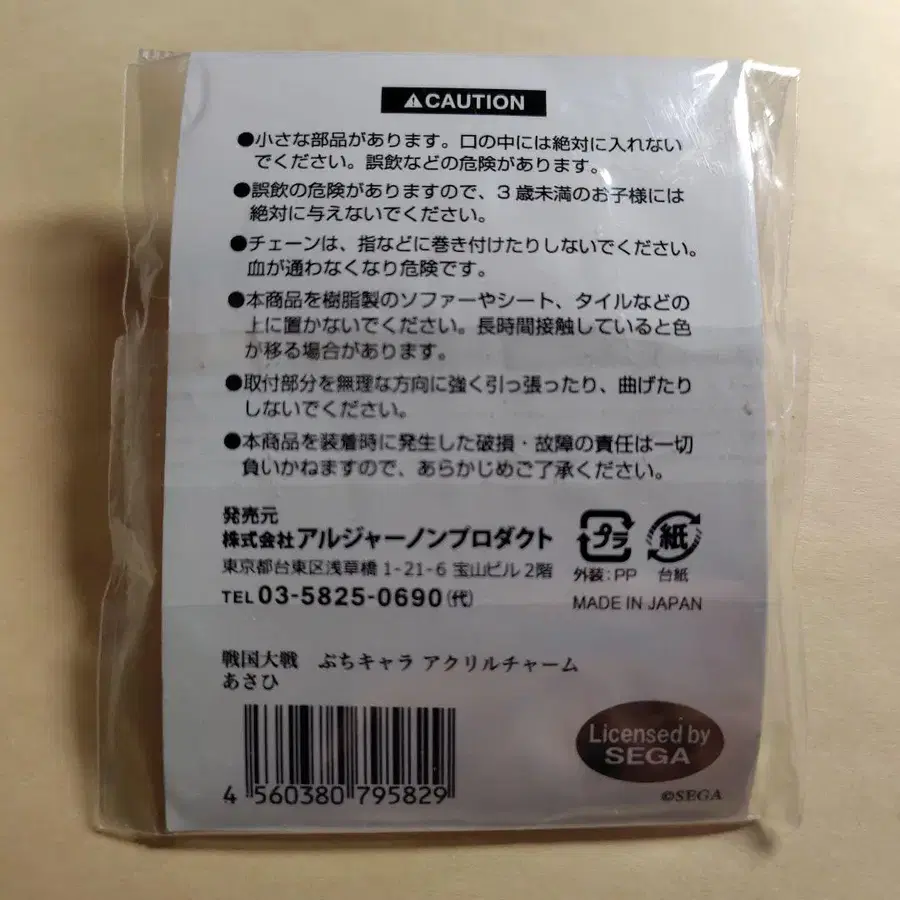 ⚠CAUTION
●小さな部品があります。口の中には絶対に入れない
でください。誤飲などの危険があります。
●誤飲の危険がありますので、3歳未満のお子様には
絶対に与えないでください。
●チェーンは、指などに巻き付けたりしないでください。
血が通わなくなり危険です。
●本商品を樹脂製のソファーやシート、タイルなどの
上に置かないでください。長時間接触していると色
が移る場合があります。
●取付部分を無理な方向に強く引っ張ったり、曲げたり
しないでください。
●本商品を装着時に発生した破損・故障の責任は一切
負いかねますので、あらかじめご了承ください。
発売元
株式会社アルジャーノンプロダクト
東京都台東区浅草橋1-21-6 宝山ビル2階
TEL 03-5825-0690(代)
プラ 紙
外装:PP 台紙
MADE IN JAPAN
戦国大戦 ぷちキャラ アクリルチャーム
あさひ
4 560380 795829
Licensed by
SEGA
©SEGA